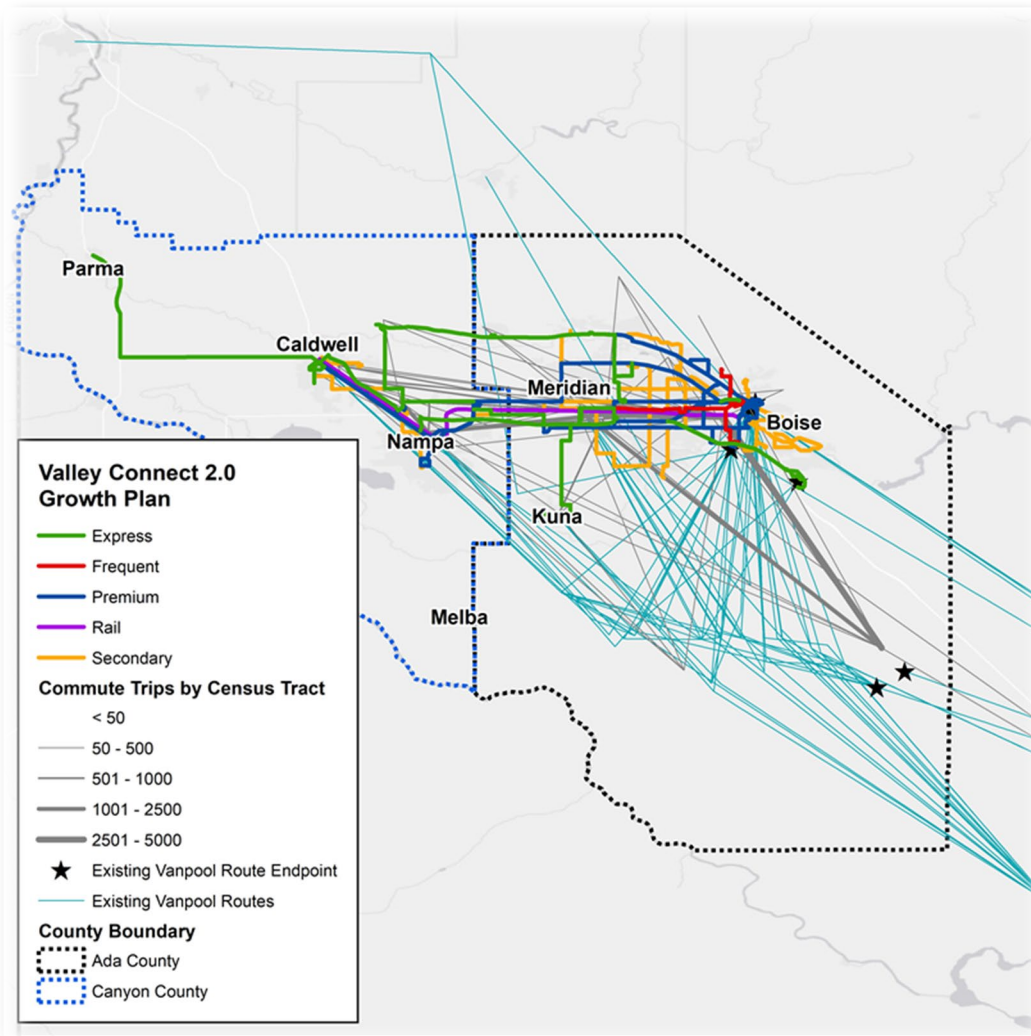 Parma
Caldwell
Meridian
Boise
Nampa
Kuna
Melba
Valley Connect 2.0
Growth Plan
Express
Frequent
Premium
Rail
Secondary
Commute Trips by Census Tract
< 50
50 - 500
501 - 1000
1001 - 2500
2501 - 5000
Existing Vanpool Route Endpoint
Existing Vanpool Routes
County Boundary
Ada County
Canyon County